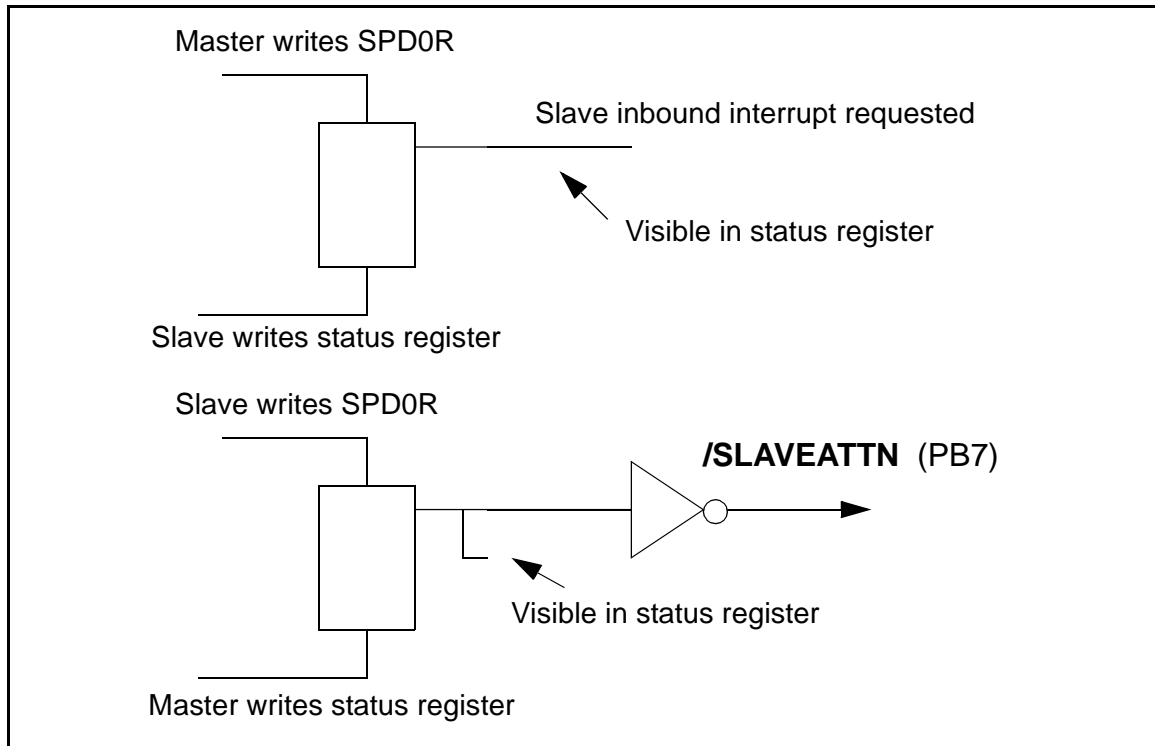 Master writes SPD0R
Slave inbound interrupt requested
Visible in status register
Slave writes status register
Slave writes SPD0R
/SLAVEATTN (PB7)
Visible in status register
Master writes status register